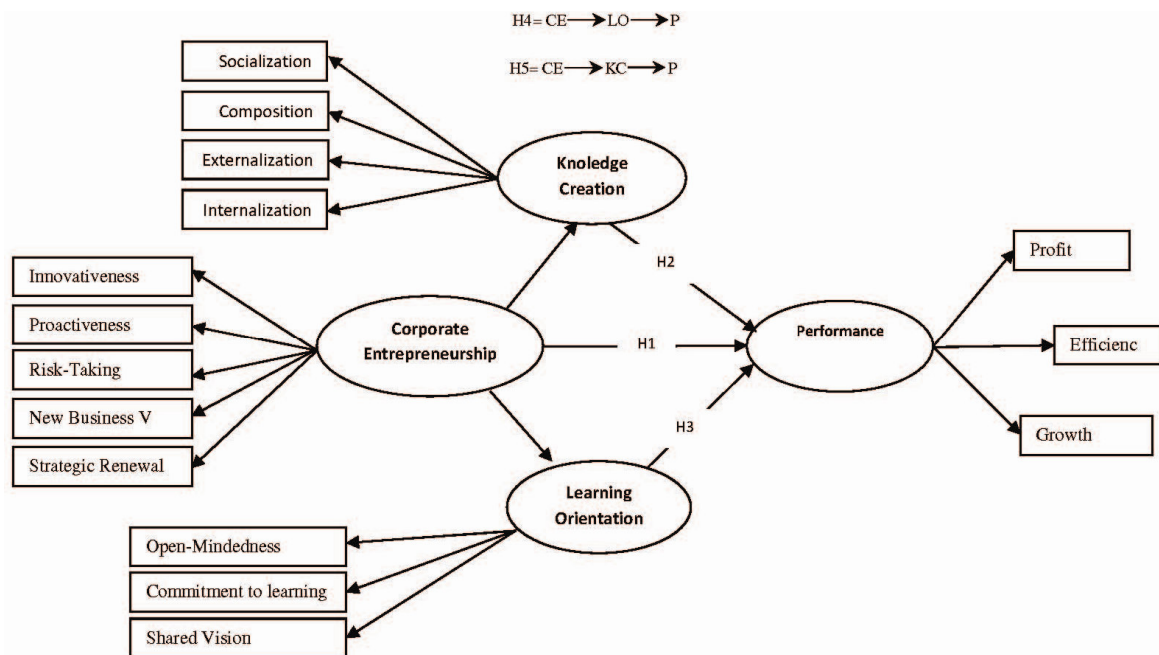 H4= CE LO P
H5= CE KC P
Socialization
Composition
Externalization
Internalization
Knoledge
Creation
Innovativeness
Proactiveness
Risk-Taking
New Business V
Strategic Renewal
Corporate
Entrepreneurship
H2
H1
H3
Performance
Profit
Efficienc
Growth
Learning
Orientation
Open-Mindedness
Commitment to learning
Shared Vision